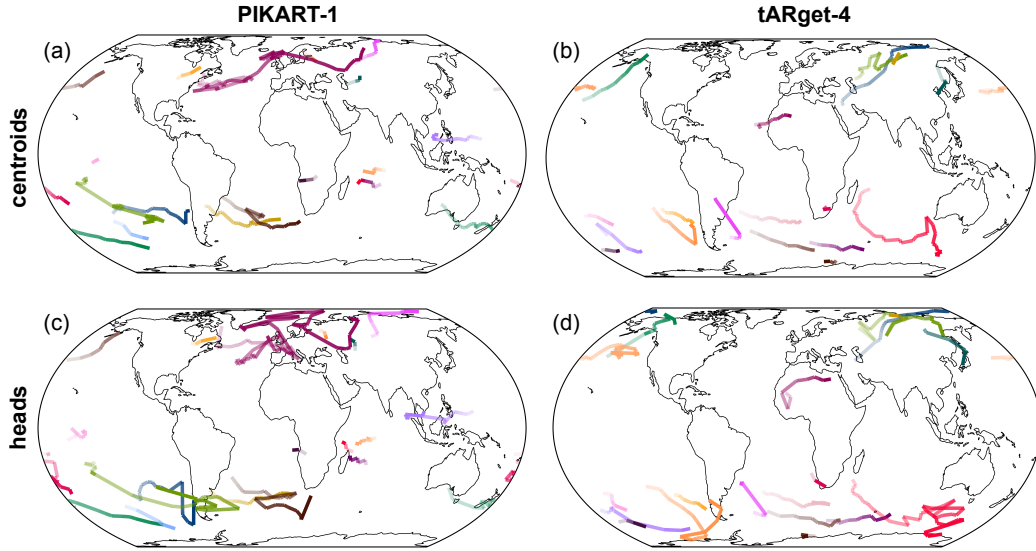 PIKART-1
tARget-4
(a)
(b)
centroids
(c)
(d)
heads